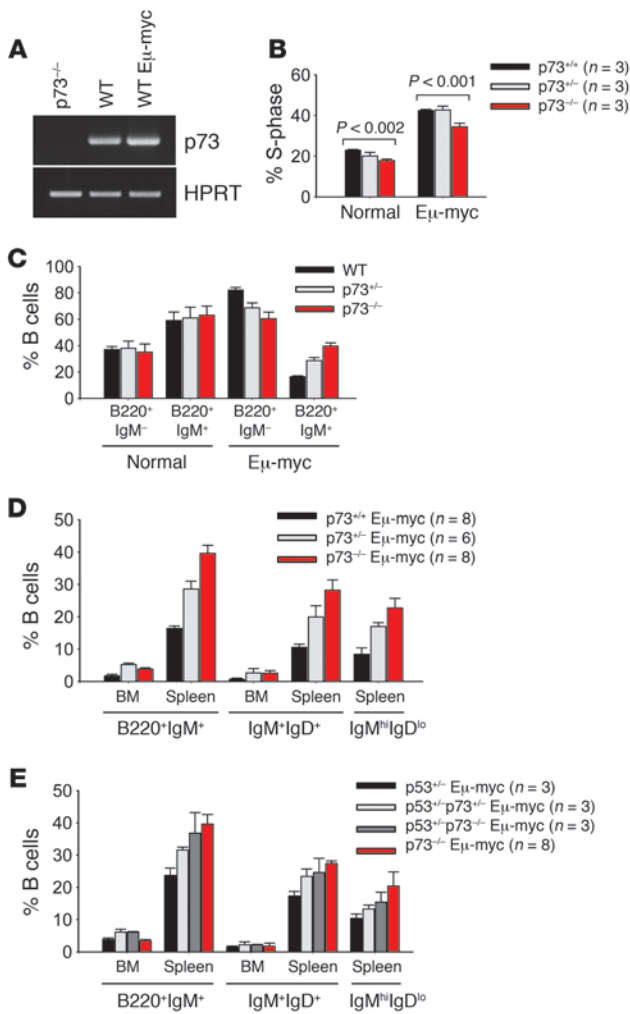 A
p73–/–
WT
WT Eμ-myc
p73
HPRT
B
p73+/+ (n = 3)
p73+/– (n = 3)
p73–/– (n = 3)
% S-phase
60
40
20
0
P < 0.002
P < 0.001
Normal
Eμ-myc
C
WT
p73+/–
p73–/–
% B cells
100
80
60
40
20
0
B220+ B220+ B220+ B220+
IgM– IgM+ IgM– IgM+
Normal
Eμ-myc
D
p73+/+ Eμ-myc (n = 8)
p73+/– Eμ-myc (n = 6)
p73–/– Eμ-myc (n = 8)
% B cells
50
40
30
20
10
0
BM Spleen BM Spleen Spleen
B220+IgM+ IgM+IgD+ IgMhiIgDlo
E
p53+/– Eμ-myc (n = 3)
p53+/–p73+/– Eμ-myc (n = 3)
p53+/–p73–/– Eμ-myc (n = 3)
p73–/– Eμ-myc (n = 8)
% B cells
50
40
30
20
10
0
BM Spleen BM Spleen Spleen
B220+IgM+ IgM+IgD+ IgMhiIgDlo